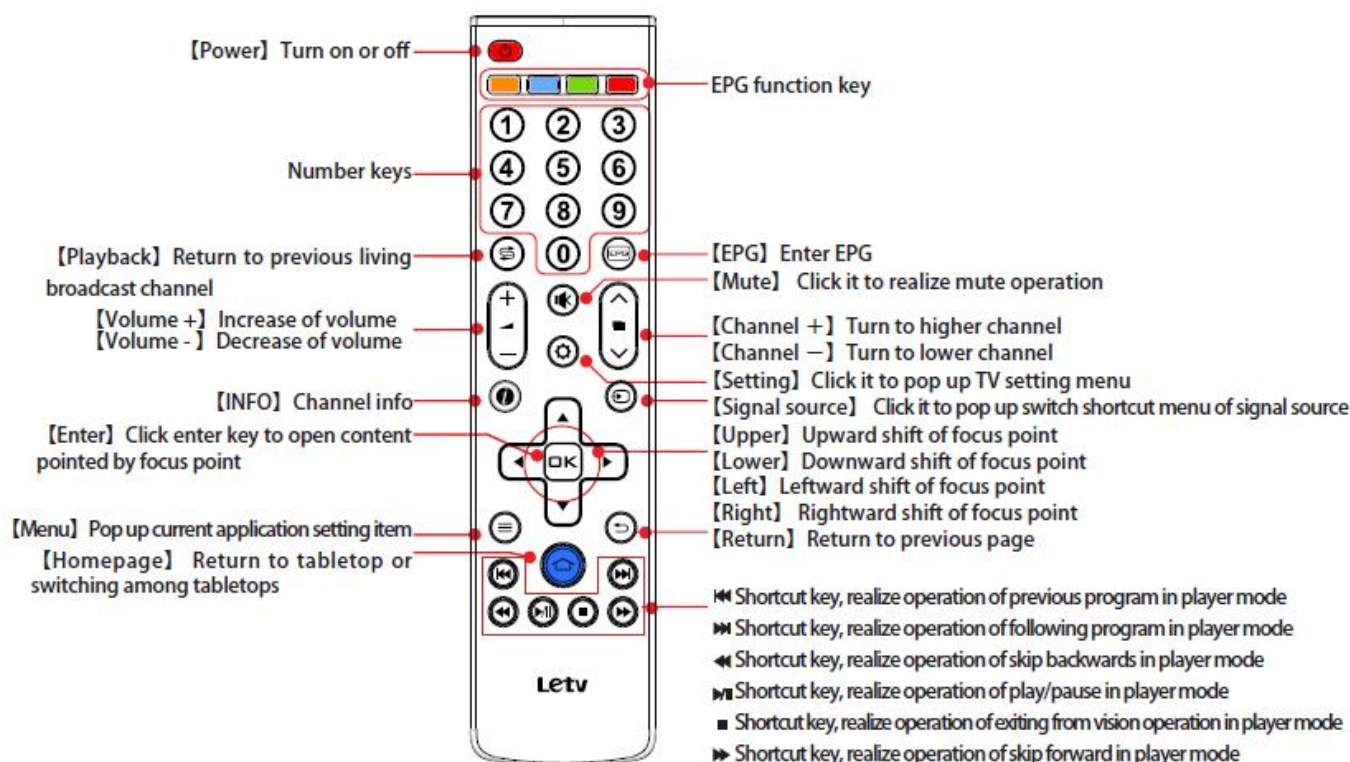 【Power】Turn on or off
EPG function key
1 2 3
4 5 6
7 8 9
0
EPG
Number keys
【Playback】Return to previous living
broadcast channel
【Volume +】Increase of volume
【Volume - 】Decrease of volume
【INFO】Channel info
【Enter】Click enter key to open content
pointed by focus point
【Menu】Pop up current application setting item
【Homepage】 Return to tabletop or
switching among tabletops
OK
Letv
【EPG】Enter EPG
【Mute】 Click it to realize mute operation
【Channel +】Turn to higher channel
【Channel −】Turn to lower channel
【Setting】Click it to pop up TV setting menu
【Signal source】 Click it to pop up switch shortcut menu of signal source
【Upper】Upward shift of focus point
【Lower】Downward shift of focus point
【Left】Leftward shift of focus point
【Right】Rightward shift of focus point
【Return】Return to previous page
⏮ Shortcut key, realize operation of previous program in player mode
⏭ Shortcut key, realize operation of following program in player mode
⏪ Shortcut key, realize operation of skip backwards in player mode
⏯ Shortcut key, realize operation of play/pause in player mode
■ Shortcut key, realize operation of exiting from vision operation in player mode
⏩ Shortcut key, realize operation of skip forward in player mode